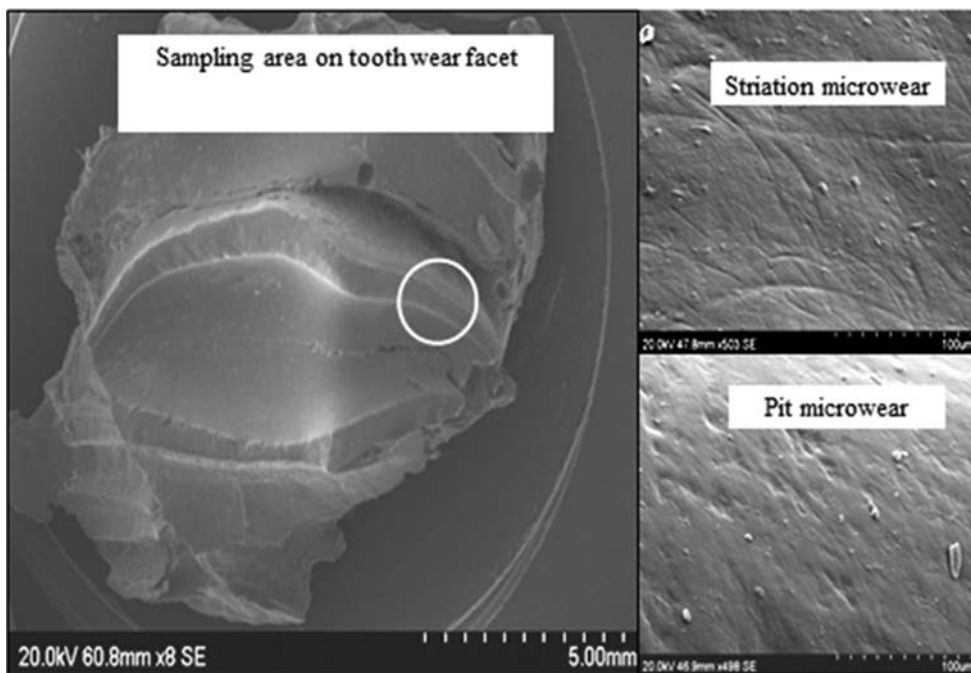 Sampling area on tooth wear facet
20.0kV 60.8mm x8 SE
5.00mm
Striation microwear
20.0kV 47.8mm x503 SE
100um
Pit microwear
20.0kV 46.9mm x498 SE
100um